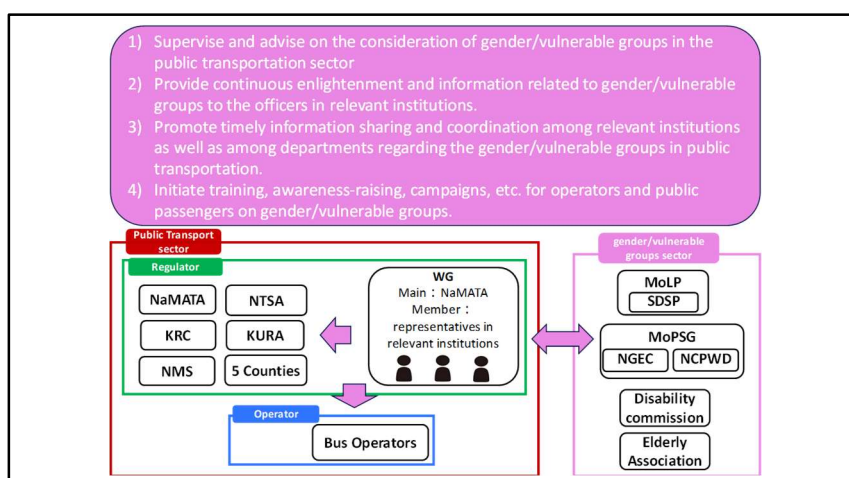 1) Supervise and advise on the consideration of gender/vulnerable groups in the
public transportation sector
2) Provide continuous enlightenment and information related to gender/vulnerable
groups to the officers in relevant institutions.
3) Promote timely information sharing and coordination among relevant institutions
as well as among departments regarding the gender/vulnerable groups in public
transportation.
4) Initiate training, awareness-raising, campaigns, etc. for operators and public
passengers on gender/vulnerable groups.
Public Transport
sector
Regulator
NaMATA
NTSA
KRC
KURA
NMS
5 Counties
WG
Main：NaMATA
Member：
representatives in
relevant institutions
Operator
Bus Operators
gender/vulnerable
groups sector
MoLP
SDSP
MoPSG
NGEC
NCPWD
Disability
commission
Elderly
Association